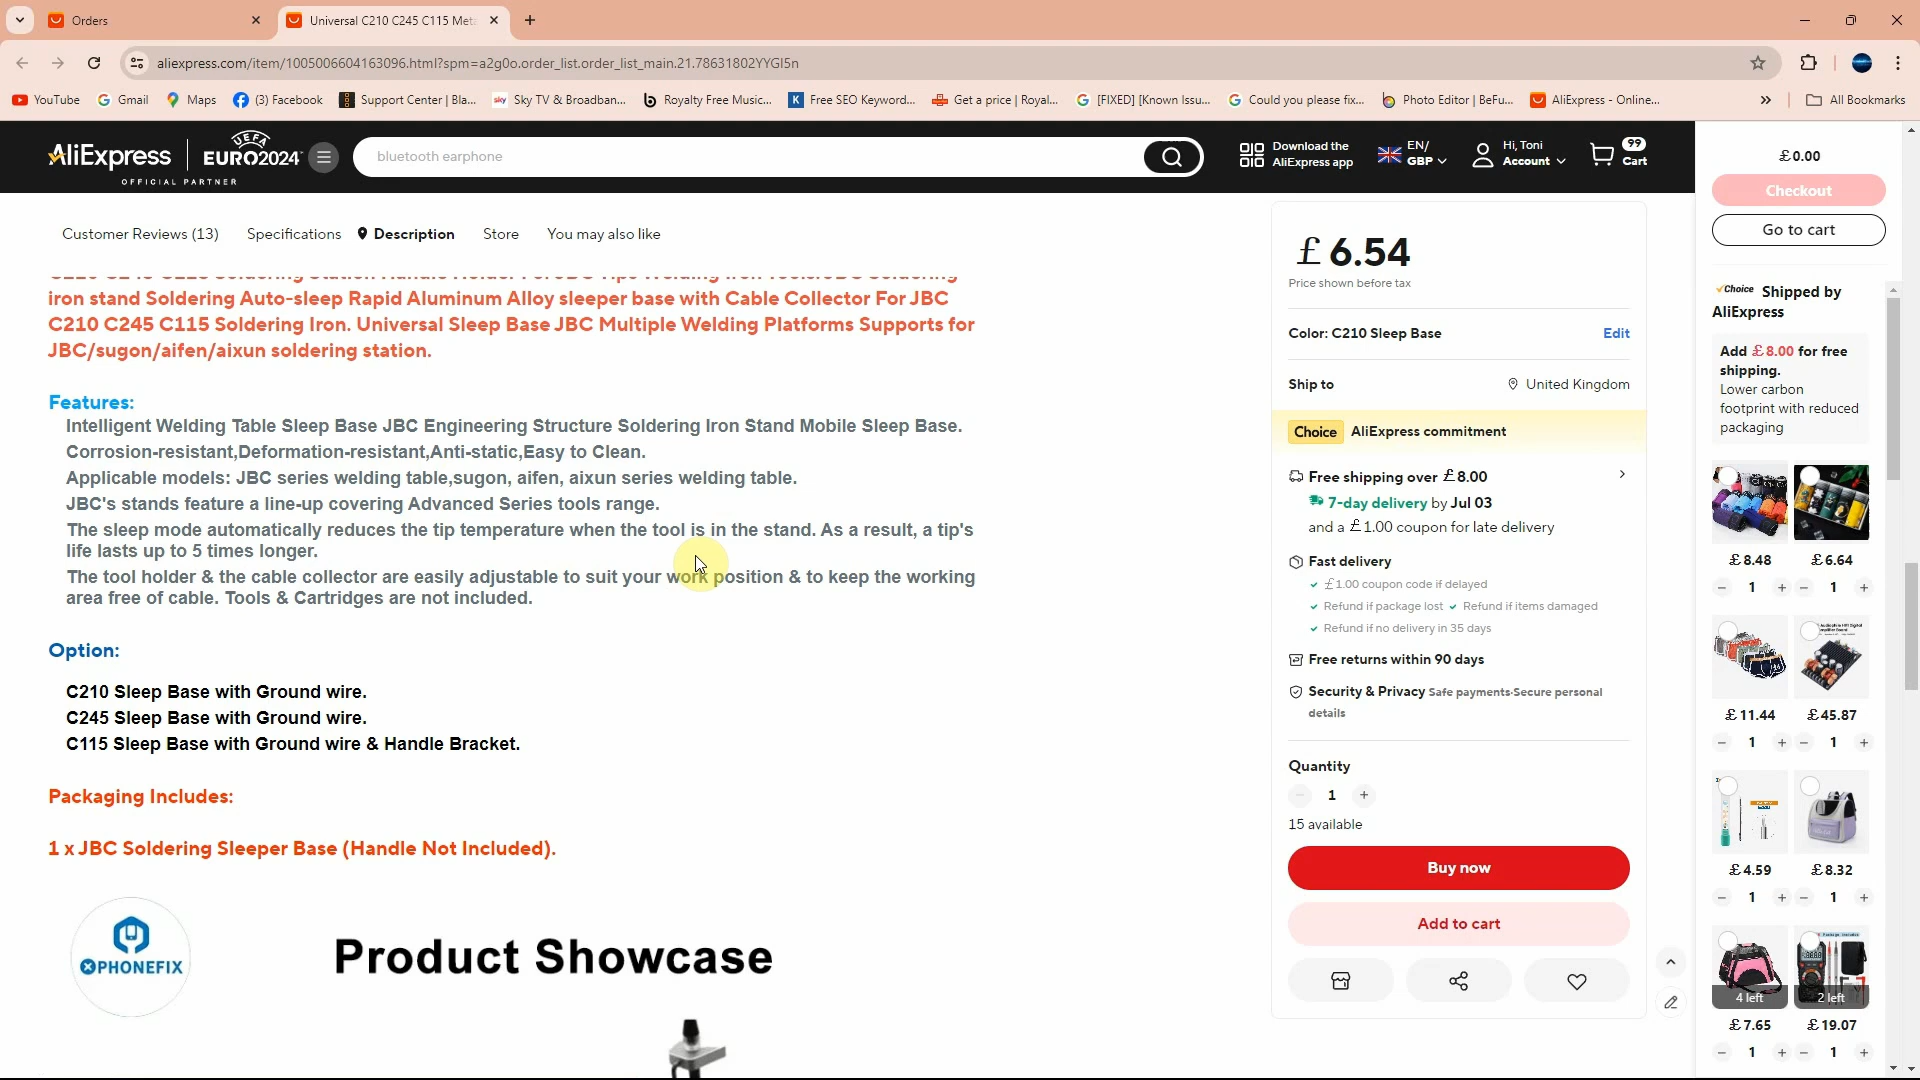 Orders
Universal C210 C245 C115 Meta
aliexpress.com/item/1005006604163096.html?spm=a2g0o.order_list.order_list_main.21.78631802YYGl5n
YouTube
Gmail
Maps
(3) Facebook
Support Center | Bla...
Sky TV & Broadban...
Royalty Free Music...
Free SEO Keyword...
Get a price | Royal...
[FIXED] [Known Issu...
Could you please fix...
Photo Editor | BeFu...
AliExpress - Online...
All Bookmarks
AliExpress
UEFA
EURO2024
OFFICIAL PARTNER
bluetooth earphone
Download the
AliExpress app
EN/
GBP
Hi, Toni
Account
99
Cart
Customer Reviews (13)
Specifications
Description
Store
You may also like
iron stand Soldering Auto-sleep Rapid Aluminum Alloy sleeper base with Cable Collector For JBC
C210 C245 C115 Soldering Iron. Universal Sleep Base JBC Multiple Welding Platforms Supports for
JBC/sugon/aifen/aixun soldering station.
Features:
Intelligent Welding Table Sleep Base JBC Engineering Structure Soldering Iron Stand Mobile Sleep Base.
Corrosion-resistant,Deformation-resistant,Anti-static,Easy to Clean.
Applicable models: JBC series welding table,sugon, aifen, aixun series welding table.
JBC's stands feature a line-up covering Advanced Series tools range.
The sleep mode automatically reduces the tip temperature when the tool is in the stand. As a result, a tip's
life lasts up to 5 times longer.
The tool holder & the cable collector are easily adjustable to suit your work position & to keep the working
area free of cable. Tools & Cartridges are not included.
Option:
C210 Sleep Base with Ground wire.
C245 Sleep Base with Ground wire.
C115 Sleep Base with Ground wire & Handle Bracket.
Packaging Includes:
1 x JBC Soldering Sleeper Base (Handle Not Included).
PHONEFIX
Product Showcase
£6.54
Price shown before tax
Color: C210 Sleep Base
Edit
Ship to
United Kingdom
Choice
AliExpress commitment
Free shipping over £8.00
7-day delivery by Jul 03
and a £1.00 coupon for late delivery
Fast delivery
£1.00 coupon code if delayed
Refund if package lost
Refund if items damaged
Refund if no delivery in 35 days
Free returns within 90 days
Security & Privacy Safe payments·Secure personal
details
Quantity
1
15 available
Buy now
Add to cart
£0.00
Checkout
Go to cart
Choice Shipped by
AliExpress
Add £8.00 for free
shipping.
Lower carbon
footprint with reduced
packaging
£8.48
£6.64
1
1
£11.44
£45.87
1
1
£4.59
£8.32
1
1
4 left
2 left
£7.65
£19.07
1
1